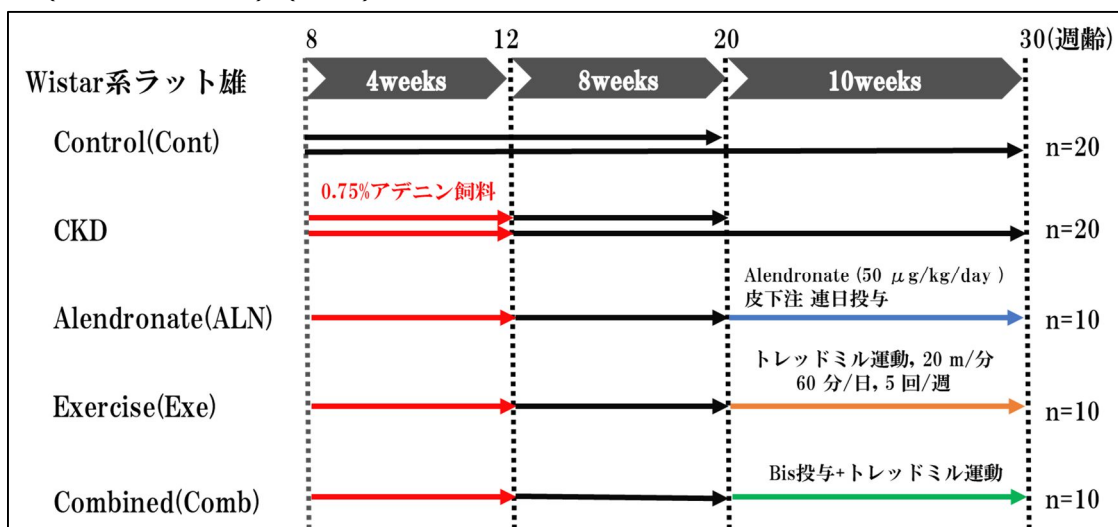 8 12 20 30(週齢)
Wistar系ラット雄 4weeks 8weeks 10weeks
Control(Cont) n=20
0.75%アデニン飼料
CKD n=20
Alendronate (50 μg/kg/day )
皮下注 連日投与
Alendronate(ALN) n=10
トレッドミル運動, 20 m/分
60 分/日, 5 回/週
Exercise(Exe) n=10
Bis投与+トレッドミル運動
Combined(Comb) n=10